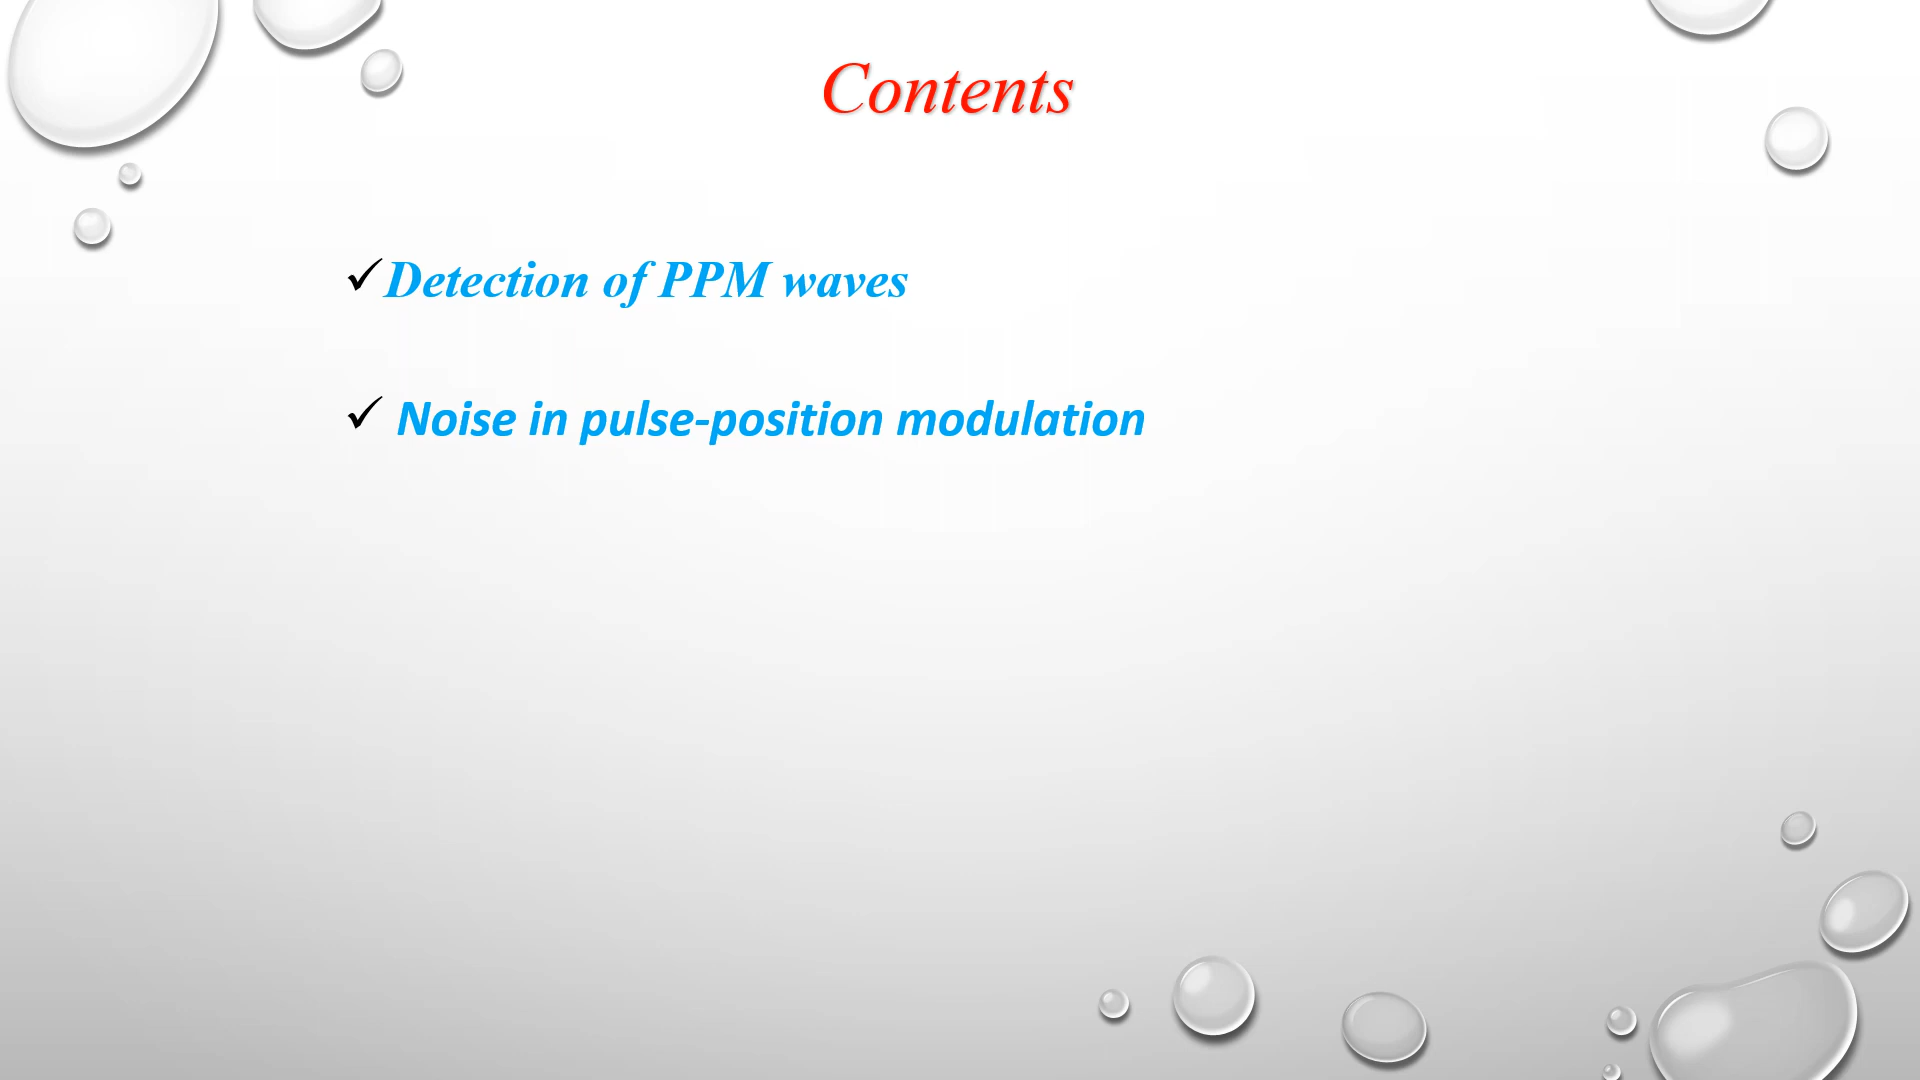 Contents
✓Detection of PPM waves
✓ Noise in pulse-position modulation